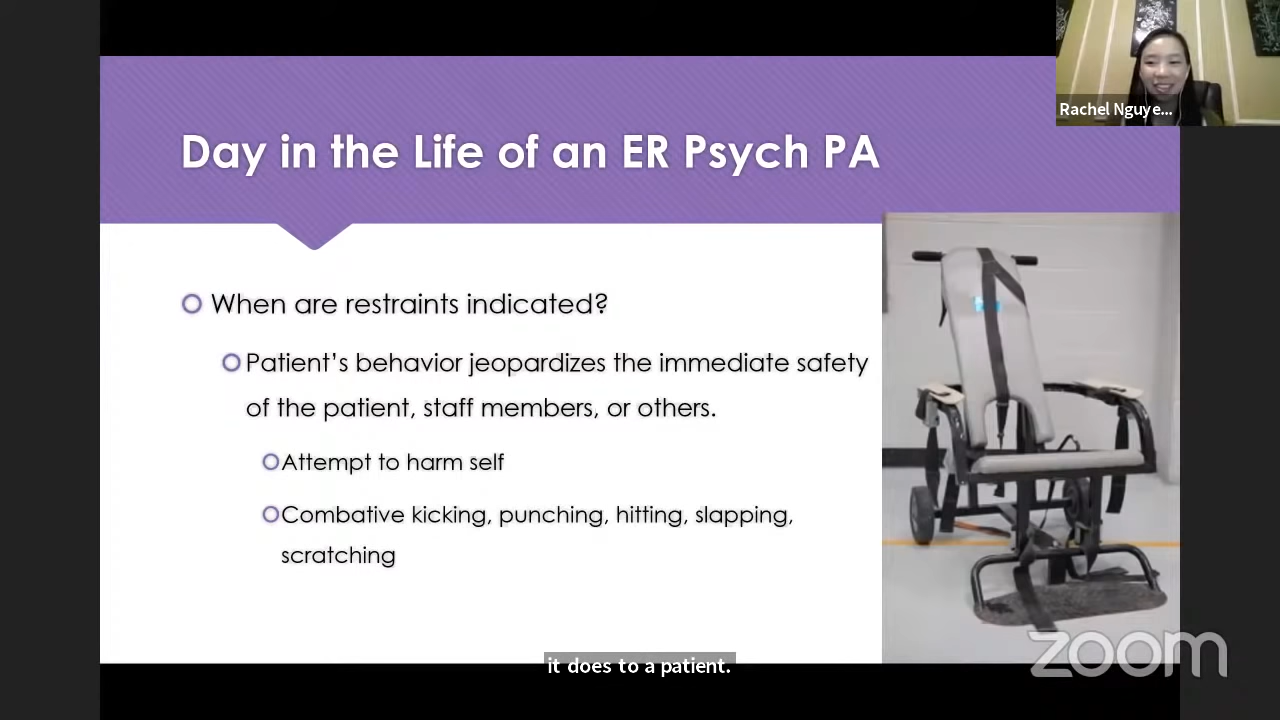 Rachel Nguye...
Day in the Life of an ER Psych PA
When are restraints indicated?
Patient’s behavior jeopardizes the immediate safety
of the patient, staff members, or others.
Attempt to harm self
Combative kicking, punching, hitting, slapping,
scratching
it does to a patient.
zoom